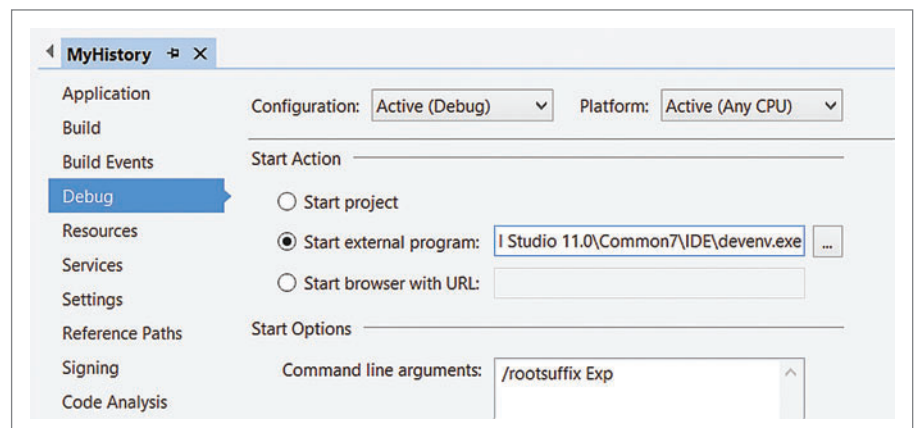 MyHistory
Application
Build
Build Events
Debug
Resources
Services
Settings
Reference Paths
Signing
Code Analysis
Configuration: Active (Debug) Platform: Active (Any CPU)
Start Action
Start project
Start external program: l Studio 11.0\Common7\IDE\devenv.exe ...
Start browser with URL:
Start Options
Command line arguments: /rootsuffix Exp